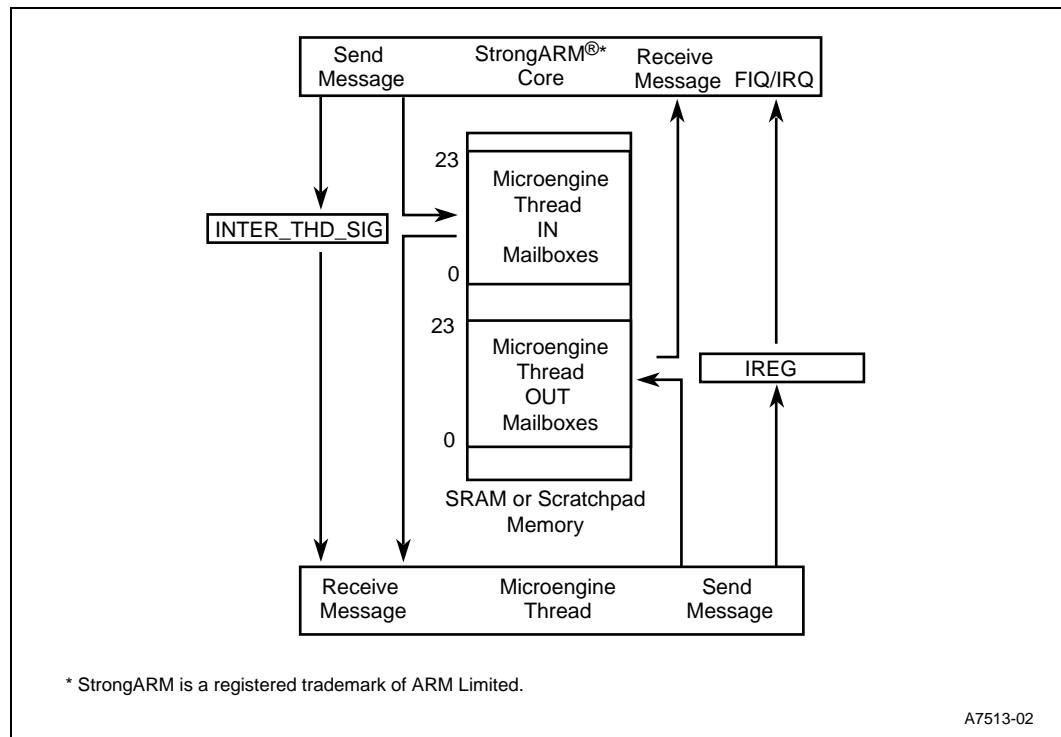 Send
Message
StrongARM®*
Core
Receive
Message
FIQ/IRQ
23
Microengine
Thread
IN
Mailboxes
INTER_THD_SIG
0
23
Microengine
Thread
OUT
Mailboxes
IREG
0
SRAM or Scratchpad
Memory
Receive
Message
Microengine
Thread
Send
Message
* StrongARM is a registered trademark of ARM Limited.
A7513-02